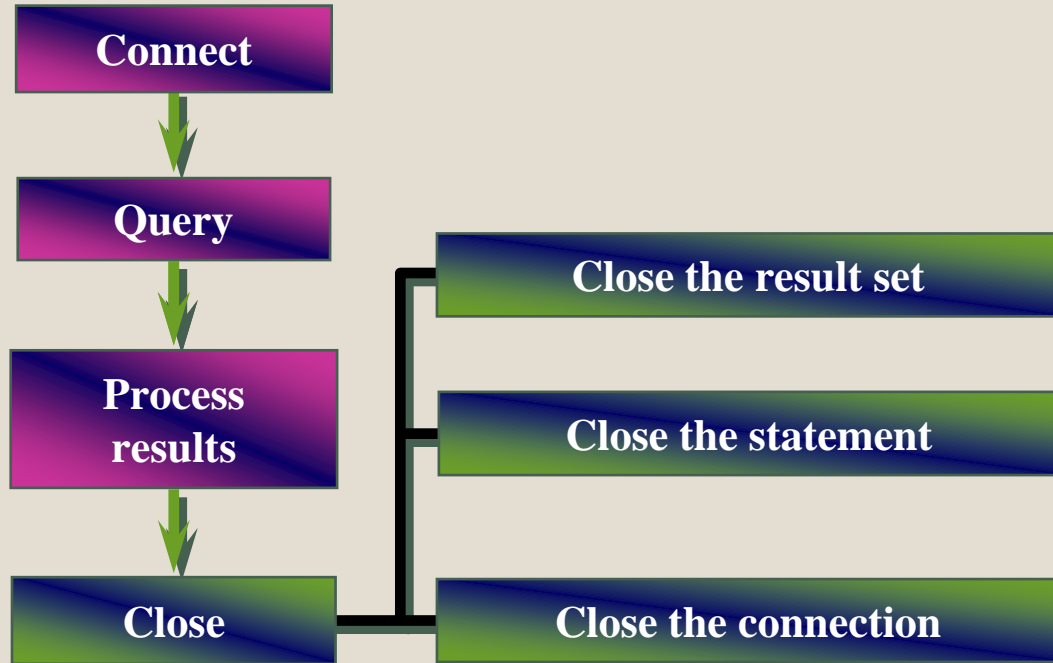 Connect
Query
Process
results
Close
Close the result set
Close the statement
Close the connection